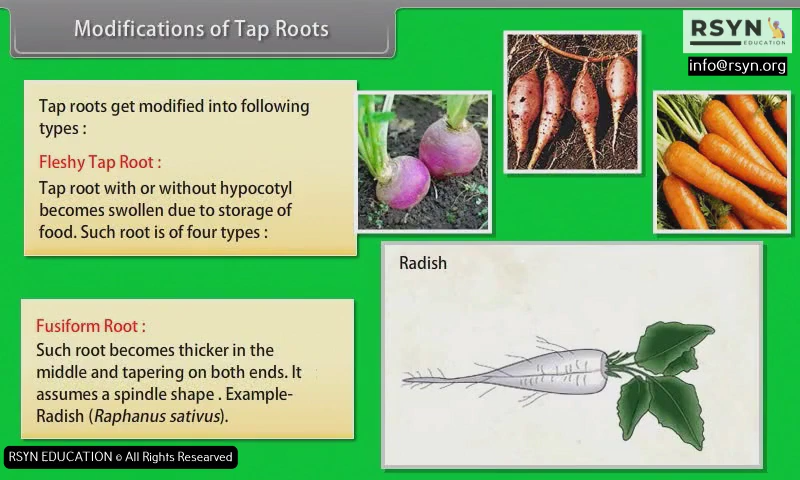 Modifications of Tap Roots
RSYN
EDUCATION
info@rsyn.org
Tap roots get modified into following
types :
Fleshy Tap Root :
Tap root with or without hypocotyl
becomes swollen due to storage of
food. Such root is of four types :
Radish
Fusiform Root :
Such root becomes thicker in the
middle and tapering on both ends. It
assumes a spindle shape . Example-
Radish (Raphanus sativus).
RSYN EDUCATION © All Rights Researved